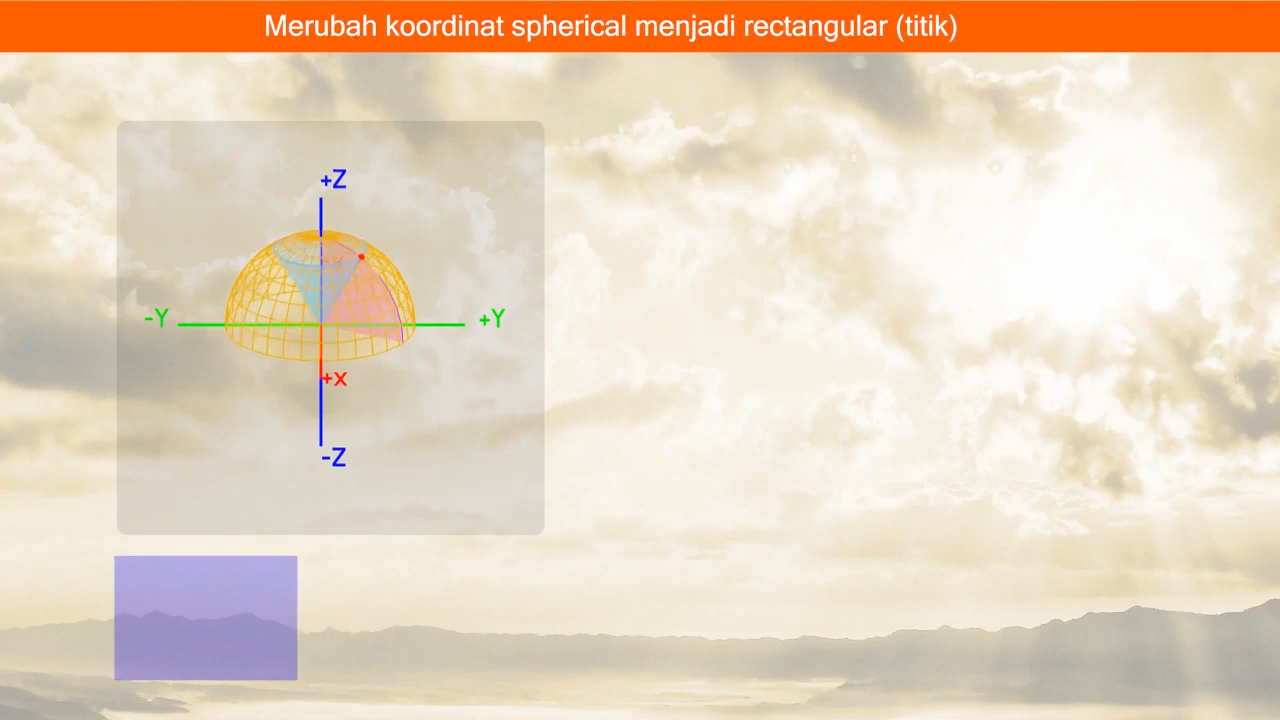 Merubah koordinat spherical menjadi rectangular (titik)
+Z
-Y
+Y
+X
-Z